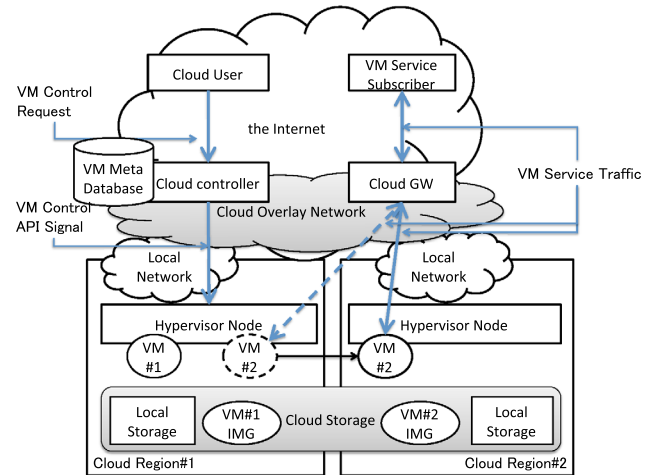 Cloud User
VM Service
Subscriber
VM Control
Request
the Internet
VM Meta
Database
Cloud controller
Cloud GW
VM Service Traffic
VM Control
API Signal
Cloud Overlay Network
Local
Network
Local
Network
Hypervisor Node
Hypervisor Node
VM
#1
VM
#2
VM
#2
Local
Storage
VM#1
IMG
Cloud Storage
VM#2
IMG
Local
Storage
Cloud Region#1
Cloud Region#2